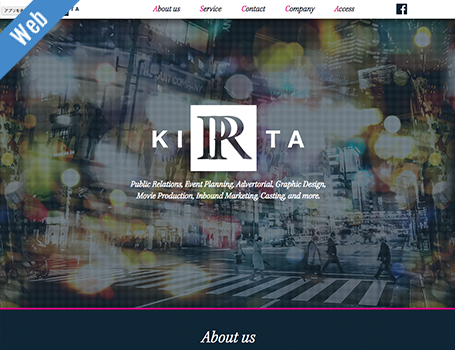 Web
TA
About us
Service
Contact
Company
Access
KI PR TA
Public Relations, Event Planning, Advertorial, Graphic Design,
Movie Production, Inbound Marketing, Casting, and more.
About us